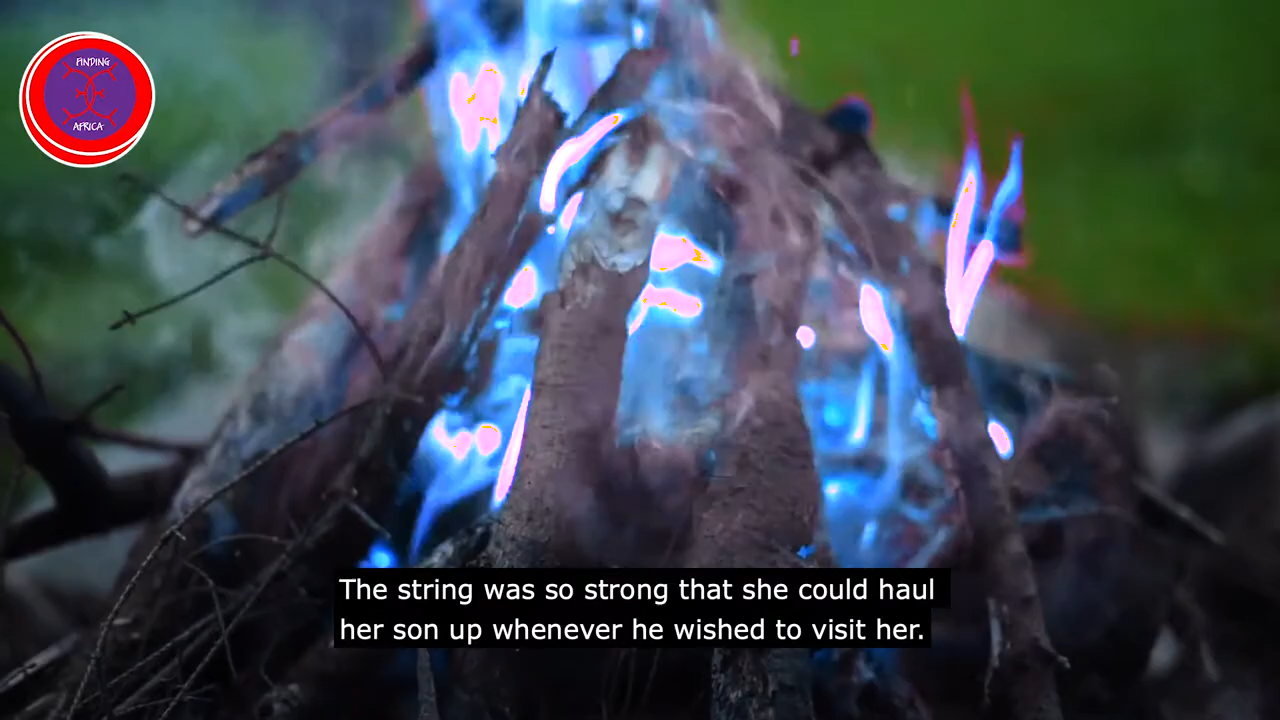 FINDING
AFRICA
The string was so strong that she could haul
her son up whenever he wished to visit her.